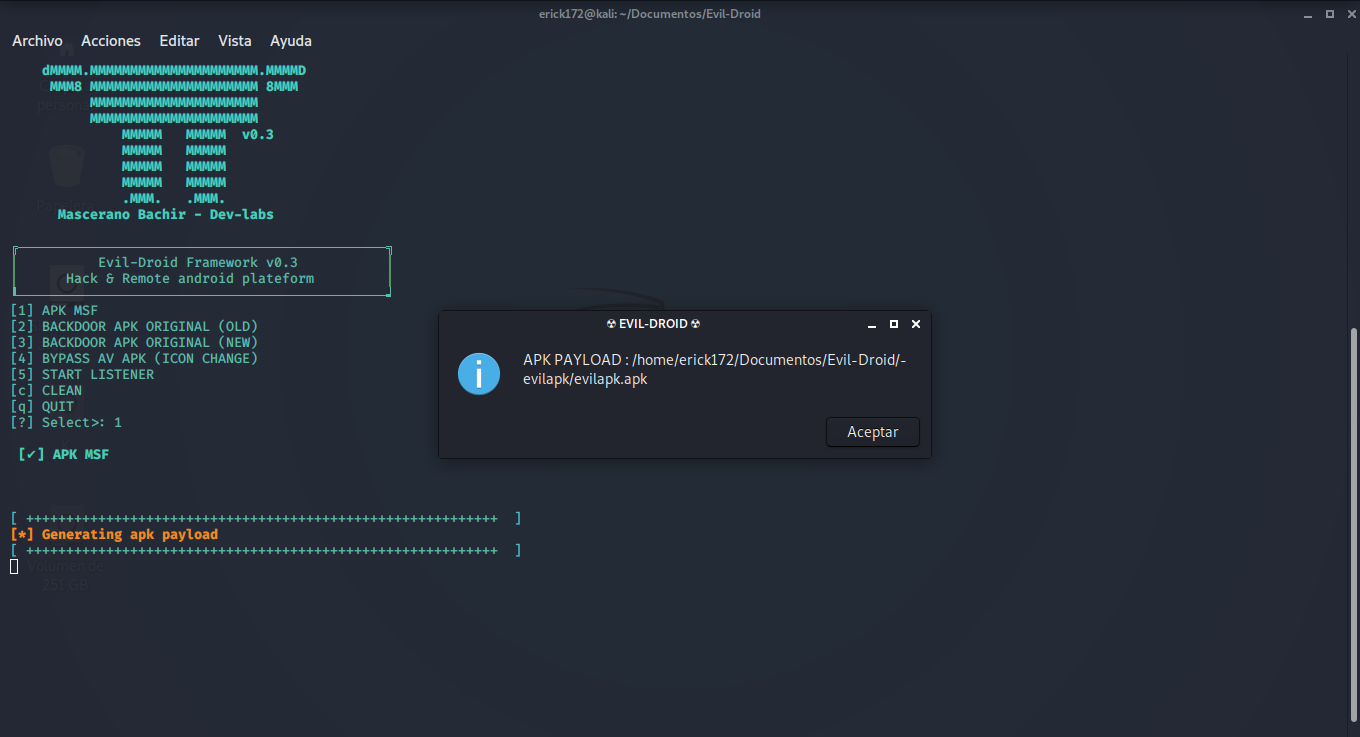 erick172@kali: ~/Documentos/Evil-Droid
Archivo Acciones Editar Vista Ayuda
dMMMM.MMMMMMMMMMMMMMMMMMMMM.MMMMD
MMM8 MMMMMMMMMMMMMMMMMMMMM 8MMM
MMMMMMMMMMMMMMMMMMMMM
MMMMMMMMMMMMMMMMMMMMM
MMMMM MMMMM v0.3
MMMMM MMMMM
MMMMM MMMMM
MMMMM MMMMM
.MMM. .MMM.
Mascerano Bachir - Dev-labs
Evil-Droid Framework v0.3
Hack & Remote android plateform
[1] APK MSF
[2] BACKDOOR APK ORIGINAL (OLD)
[3] BACKDOOR APK ORIGINAL (NEW)
[4] BYPASS AV APK (ICON CHANGE)
[5] START LISTENER
[c] CLEAN
[q] QUIT
[?] Select>: 1
[✔] APK MSF
[ +++++++++++++++++++++++++++++++++++++++++++++++++++++++++++ ]
[*] Generating apk payload
[ +++++++++++++++++++++++++++++++++++++++++++++++++++++++++++ ]
Volumen de
251 GB
☢ EVIL-DROID ☢
APK PAYLOAD : /home/erick172/Documentos/Evil-Droid/-
evilapk/evilapk.apk
Aceptar